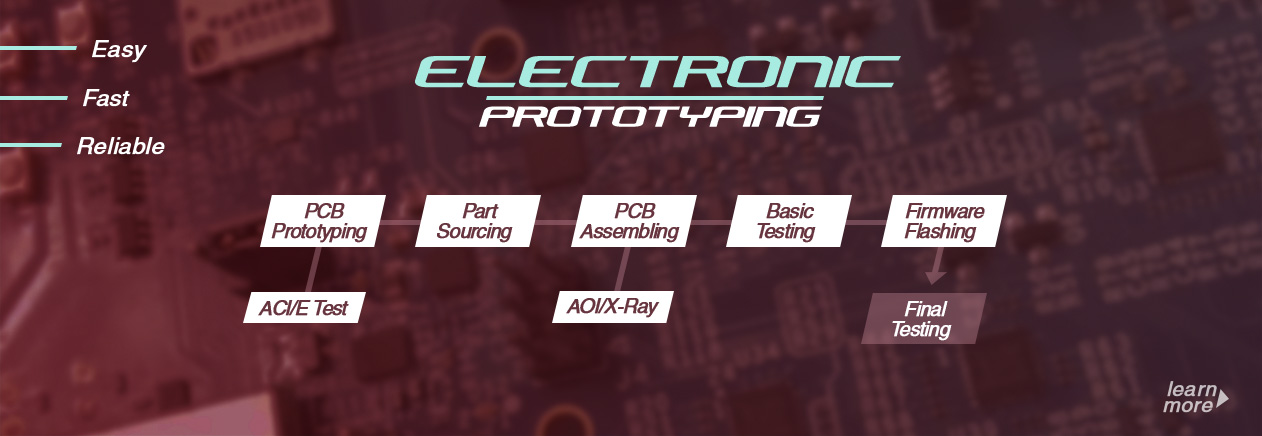 Easy
Fast
Reliable
ELECTRONIC
PROTOTYPING
PCB
Prototyping
Part
Sourcing
PCB
Assembling
Basic
Testing
Firmware
Flashing
ACI/E Test
AOI/X-Ray
Final
Testing
learn
more